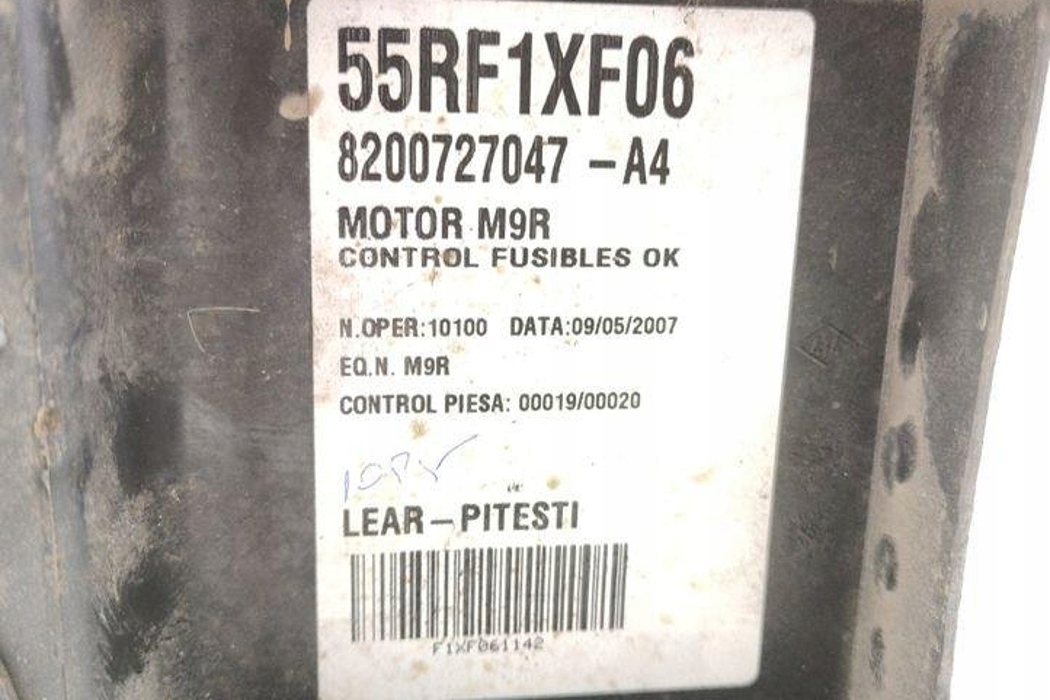 55RF1XF06
8200727047 -A4
MOTOR M9R
CONTROL FUSIBLES OK
N.OPER:10100 DATA:09/05/2007
EQ.N. M9R
CONTROL PIESA: 00019/00020
LEAR-PITESTI
F1XF061142